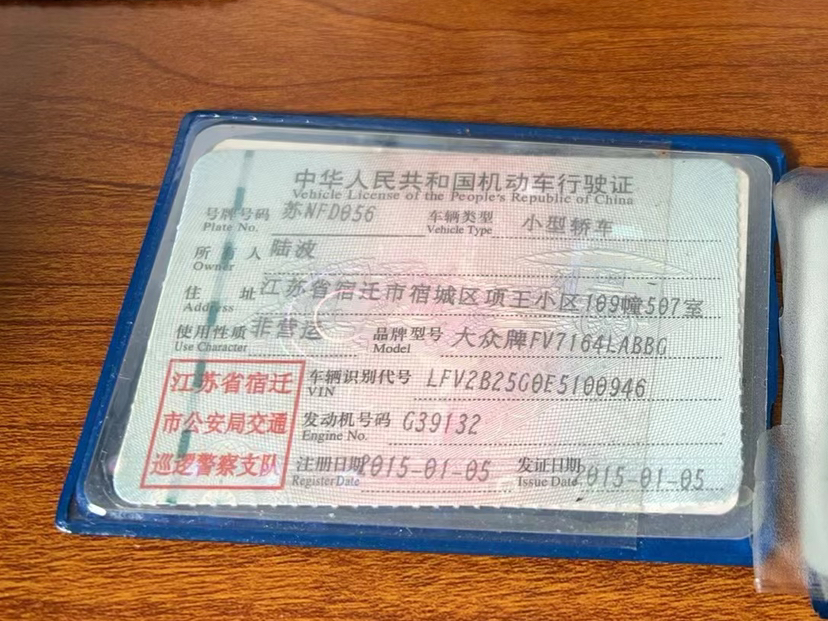 中华人民共和国机动车行驶证
Vehicle License of the People's Republic of China
号牌号码 苏NFD056 车辆类型 小型轿车
Plate No. Vehicle Type
所有人 陆波
Owner
住址 江苏省宿迁市宿城区项王小区109幢507室
Address
使用性质 非营运 品牌型号 大众牌FV7164LABBG
Use Character Model
江苏省宿迁
市公安局交通
巡逻警察支队
车辆识别代号 LFV2B25G0E5100946
VIN
发动机号码 G39132
Engine No.
注册日期 2015-01-05 发证日期 2015-01-05
Register Date Issue Date